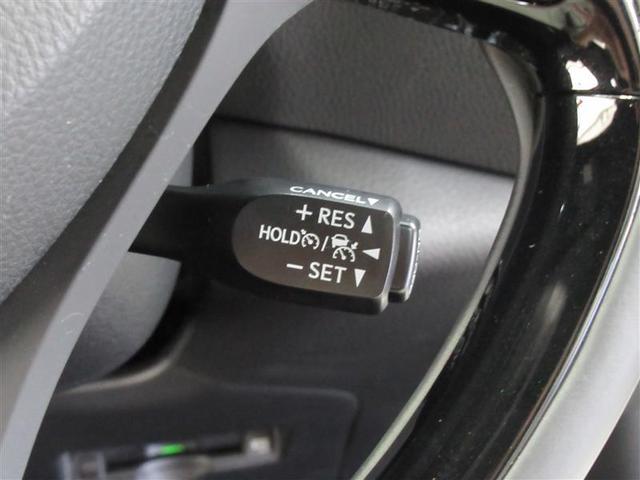 CANCEL▼
+ RES ▲
HOLD / ◀
− SET ▼